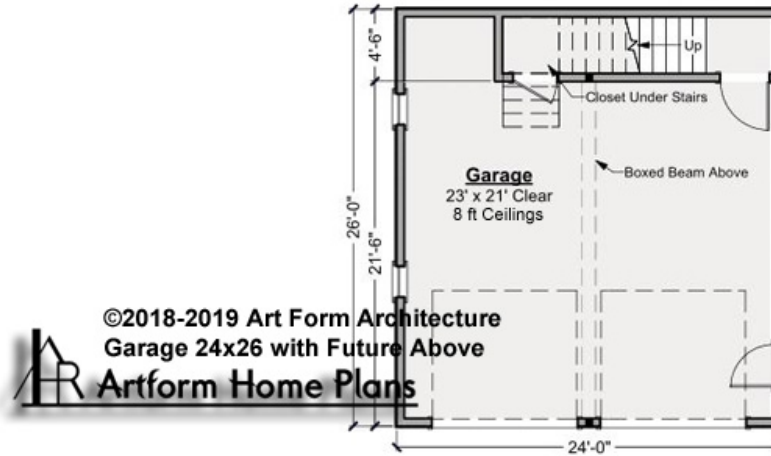 4'-6"
Up
Closet Under Stairs
Garage
23' x 21' Clear
8 ft Ceilings
Boxed Beam Above
26'-0"
21'-6"
©2018-2019 Art Form Architecture
Garage 24x26 with Future Above
Artform Home Plans
24'-0"